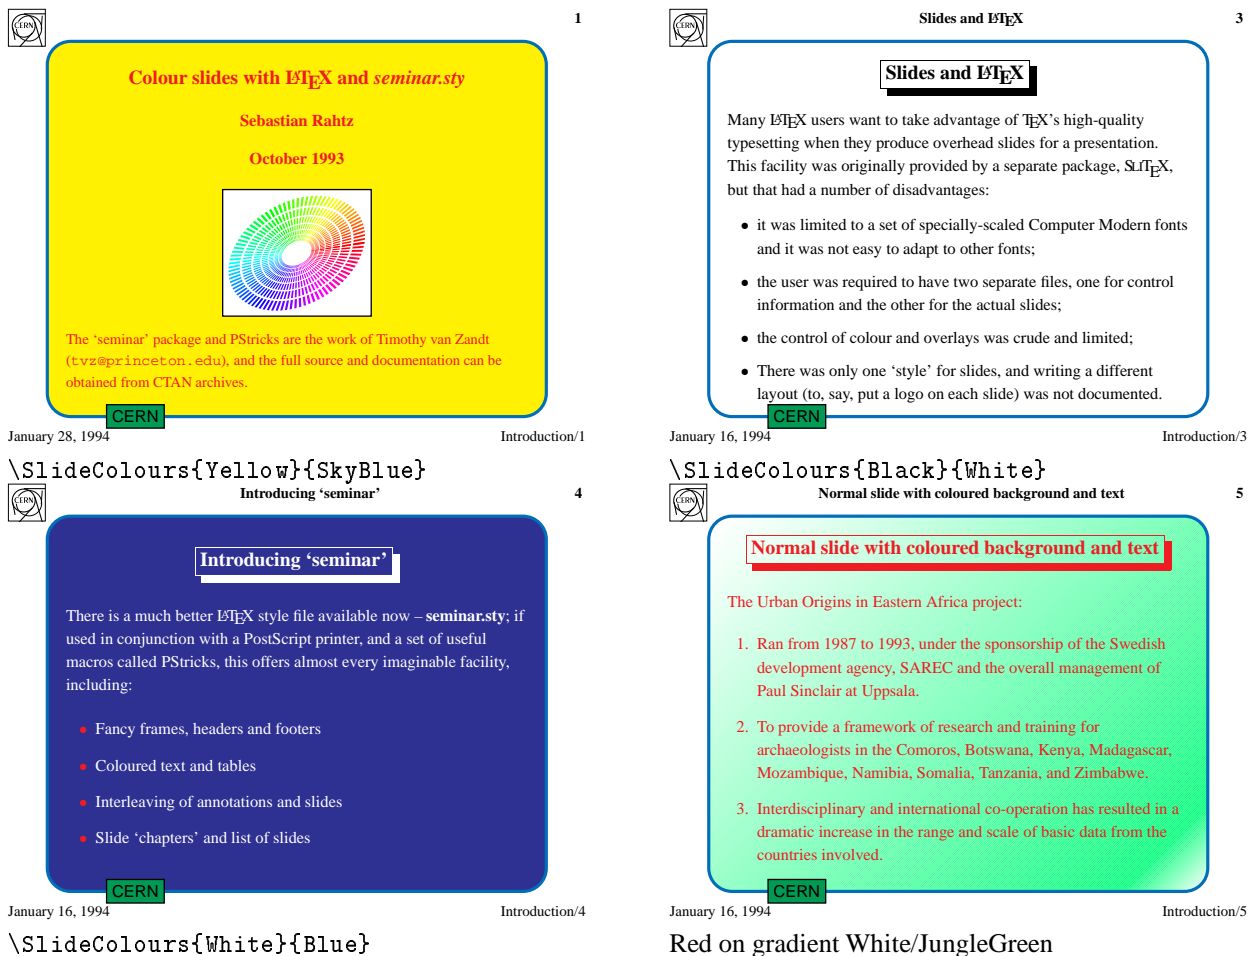 CERN
1
Colour slides with LATEX and seminar.sty
Sebastian Rahtz
October 1993
The ‘seminar’ package and PStricks are the work of Timothy van Zandt
(tvz@princeton.edu), and the full source and documentation can be
obtained from CTAN archives.
CERN
January 28, 1994
Introduction/1
\SlideColours{Yellow}{SkyBlue}
CERN
Slides and LATEX
3
Slides and LATEX
Many LATEX users want to take advantage of TEX’s high-quality
typesetting when they produce overhead slides for a presentation.
This facility was originally provided by a separate package, SLITEX,
but that had a number of disadvantages:
• it was limited to a set of specially-scaled Computer Modern fonts
and it was not easy to adapt to other fonts;
• the user was required to have two separate files, one for control
information and the other for the actual slides;
• the control of colour and overlays was crude and limited;
• There was only one ‘style’ for slides, and writing a different
layout (to, say, put a logo on each slide) was not documented.
CERN
January 16, 1994
Introduction/3
\SlideColours{Black}{White}
CERN
Introducing ‘seminar’
4
Introducing ‘seminar’
There is a much better LATEX style file available now – seminar.sty; if
used in conjunction with a PostScript printer, and a set of useful
macros called PStricks, this offers almost every imaginable facility,
including:
• Fancy frames, headers and footers
• Coloured text and tables
• Interleaving of annotations and slides
• Slide ‘chapters’ and list of slides
CERN
January 16, 1994
Introduction/4
\SlideColours{White}{Blue}
CERN
Normal slide with coloured background and text
5
Normal slide with coloured background and text
The Urban Origins in Eastern Africa project:
1. Ran from 1987 to 1993, under the sponsorship of the Swedish
development agency, SAREC and the overall management of
Paul Sinclair at Uppsala.
2. To provide a framework of research and training for
archaeologists in the Comoros, Botswana, Kenya, Madagascar,
Mozambique, Namibia, Somalia, Tanzania, and Zimbabwe.
3. Interdisciplinary and international co-operation has resulted in a
dramatic increase in the range and scale of basic data from the
countries involved.
CERN
January 16, 1994
Introduction/5
Red on gradient White/JungleGreen